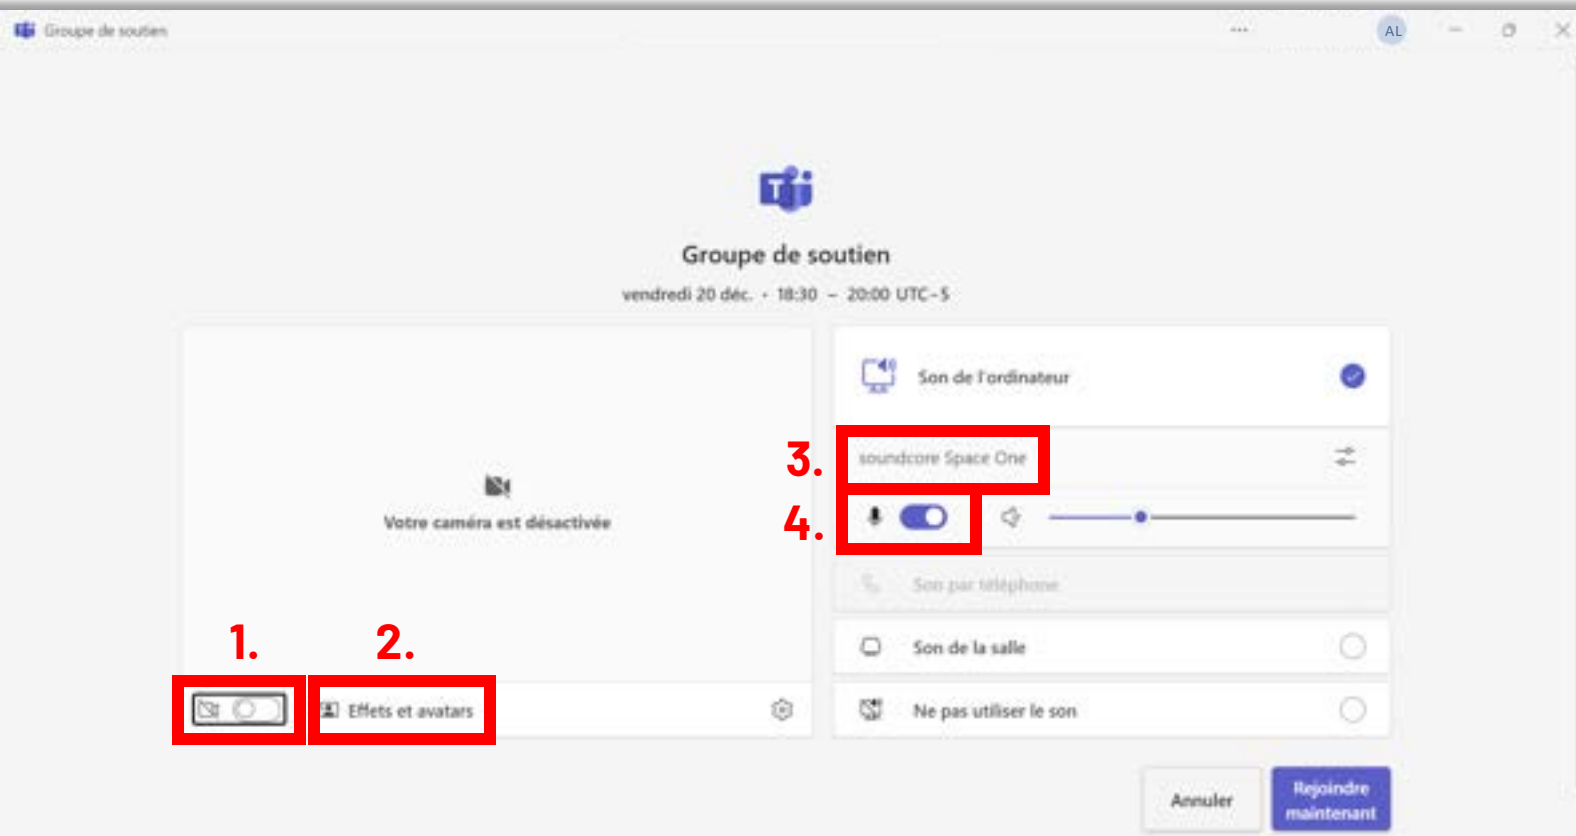 Groupe de soutien
AL
Groupe de soutien
vendredi 20 déc. • 18:30 – 20:00 UTC-5
Son de l'ordinateur
3.
soundcore Space One
Votre caméra est désactivée
4.
Son par téléphone
1.
2.
Son de la salle
Effets et avatars
Ne pas utiliser le son
Annuler
Rejoindre
maintenant